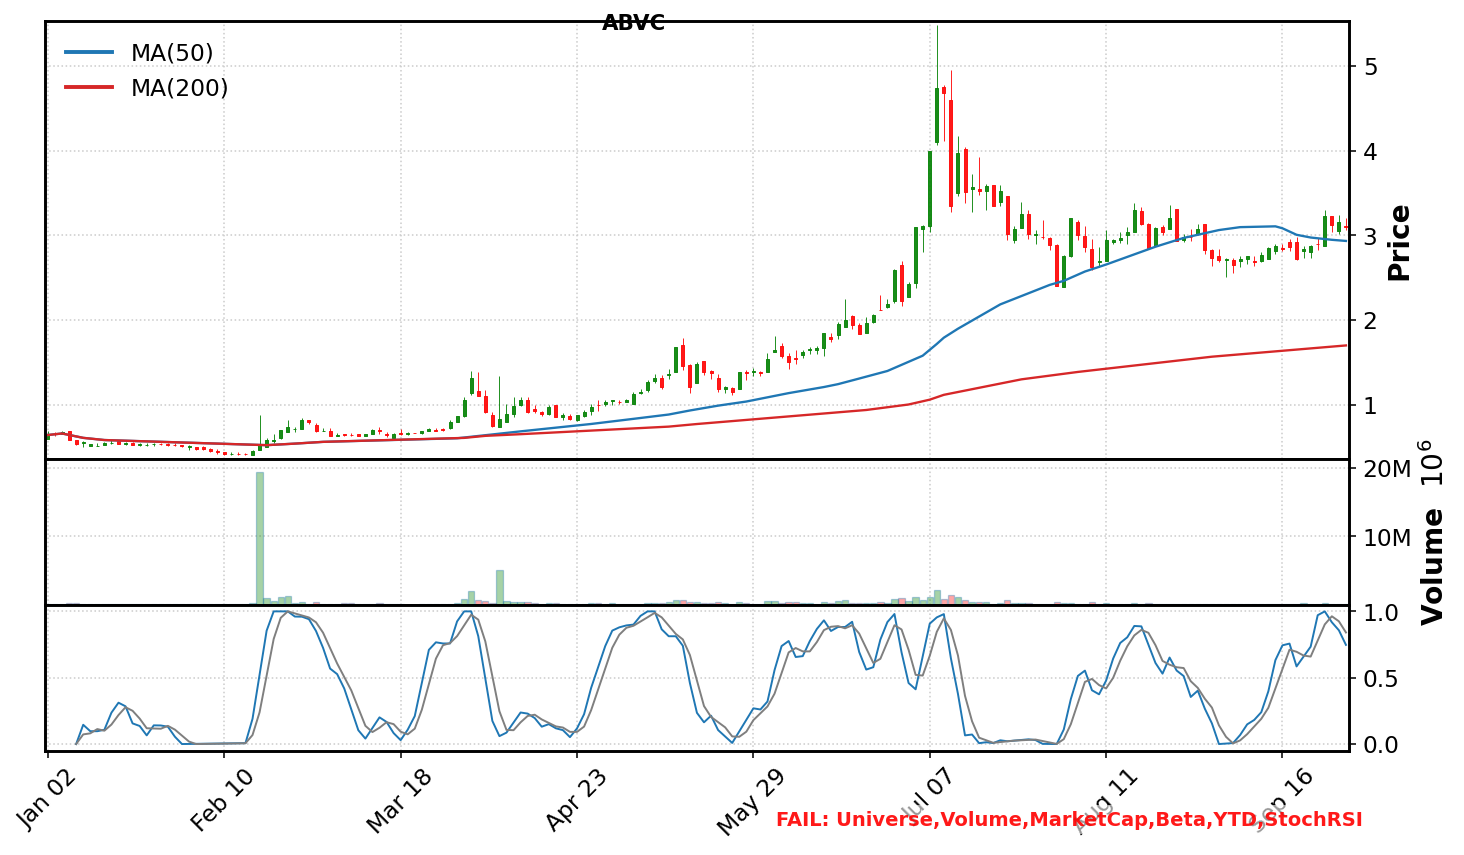 ABVC
MA(50)
MA(200)
5
4
3
2
1
Price
20M
10M
Volume 10^6
1.0
0.5
0.0
Jan 02
Feb 10
Mar 18
Apr 23
May 29
Jul 07
Aug 11
Sep 16
FAIL: Universe,Volume,MarketCap,Beta,YTD,StochRSI